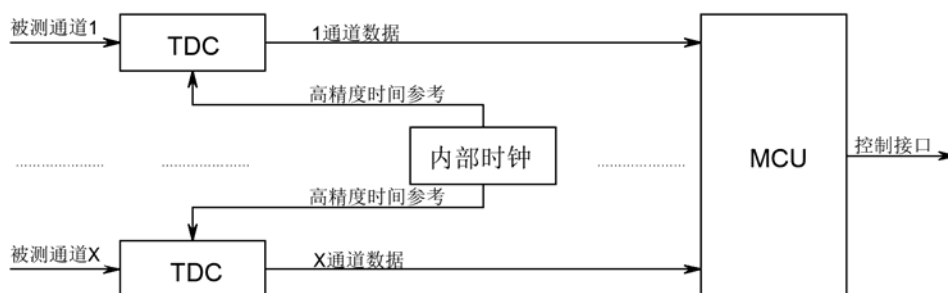 被测通道1
TDC
1通道数据
高精度时间参考
内部时钟
MCU
控制接口
高精度时间参考
被测通道X
TDC
X通道数据